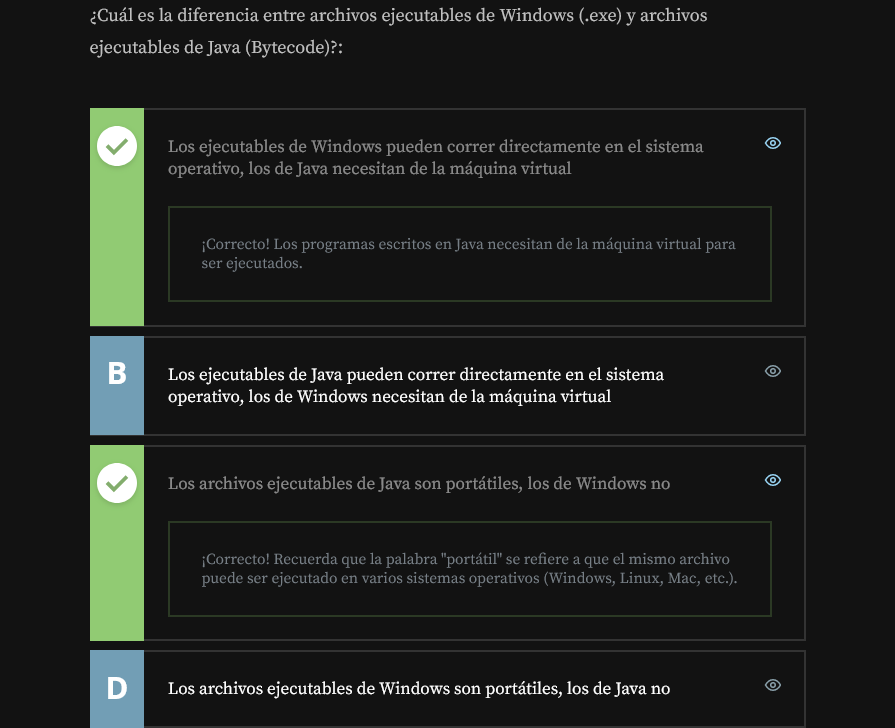 ¿Cuál es la diferencia entre archivos ejecutables de Windows (.exe) y archivos
ejecutables de Java (Bytecode)?:
Los ejecutables de Windows pueden correr directamente en el sistema
operativo, los de Java necesitan de la máquina virtual
¡Correcto! Los programas escritos en Java necesitan de la máquina virtual para
ser ejecutados.
B
Los ejecutables de Java pueden correr directamente en el sistema
operativo, los de Windows necesitan de la máquina virtual
Los archivos ejecutables de Java son portátiles, los de Windows no
¡Correcto! Recuerda que la palabra "portátil" se refiere a que el mismo archivo
puede ser ejecutado en varios sistemas operativos (Windows, Linux, Mac, etc.).
D
Los archivos ejecutables de Windows son portátiles, los de Java no